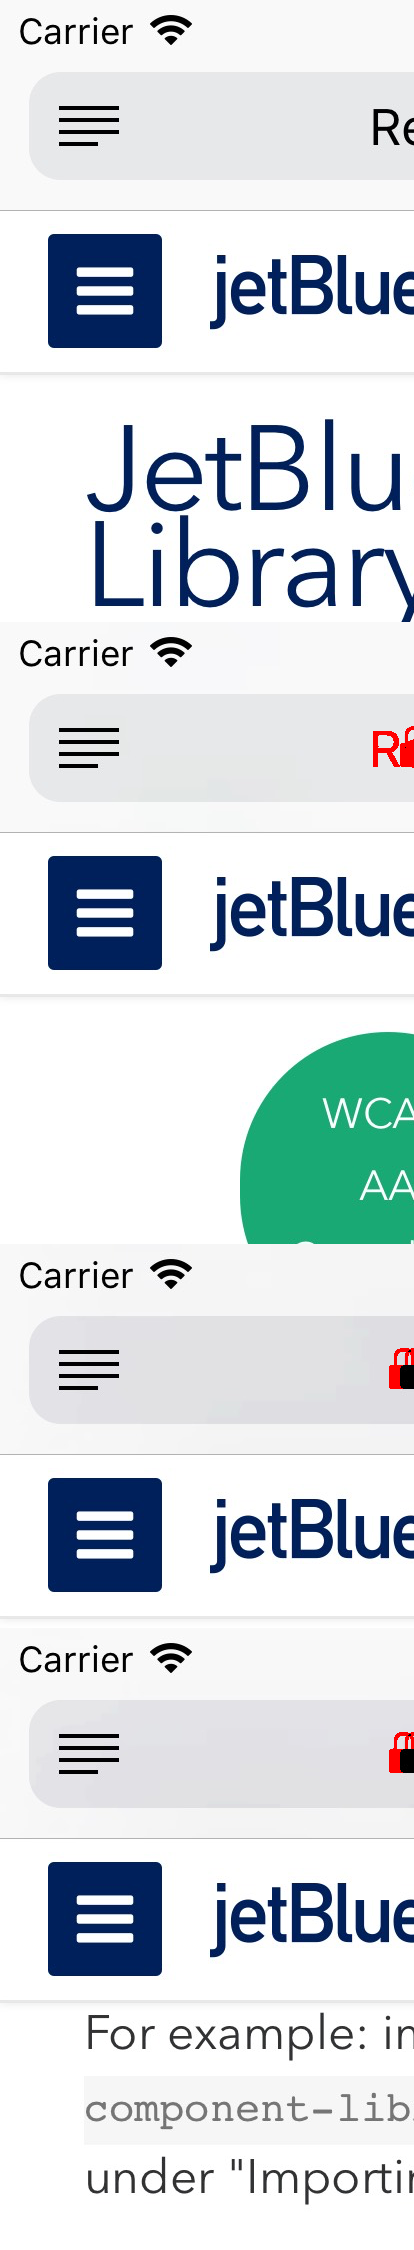 Carrier
Re
jetBlue
JetBlu
Library
Carrier
R
jetBlue
WCA
AA
Carrier
jetBlue
Carrier
jetBlue
For example: in
component-lib
under "Importin